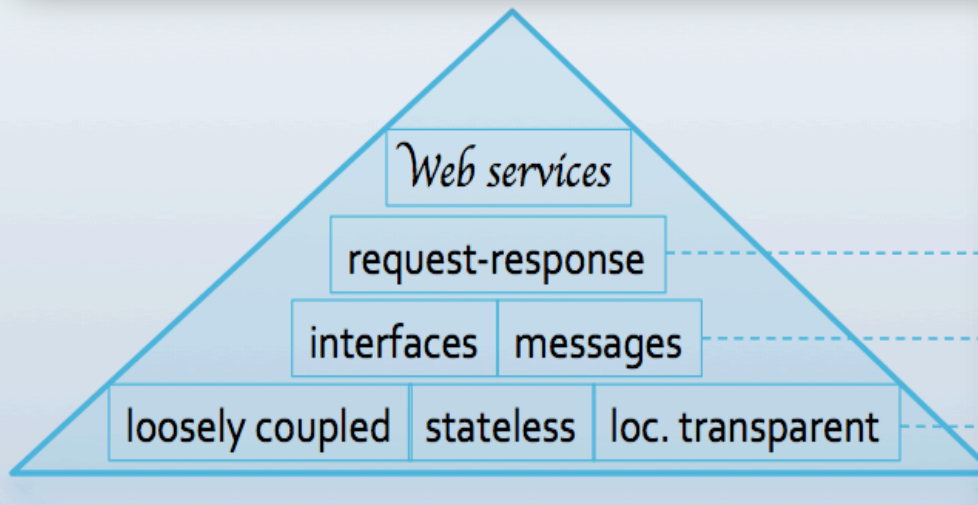 Web services
request-response
interfaces messages
loosely coupled stateless loc. transparent